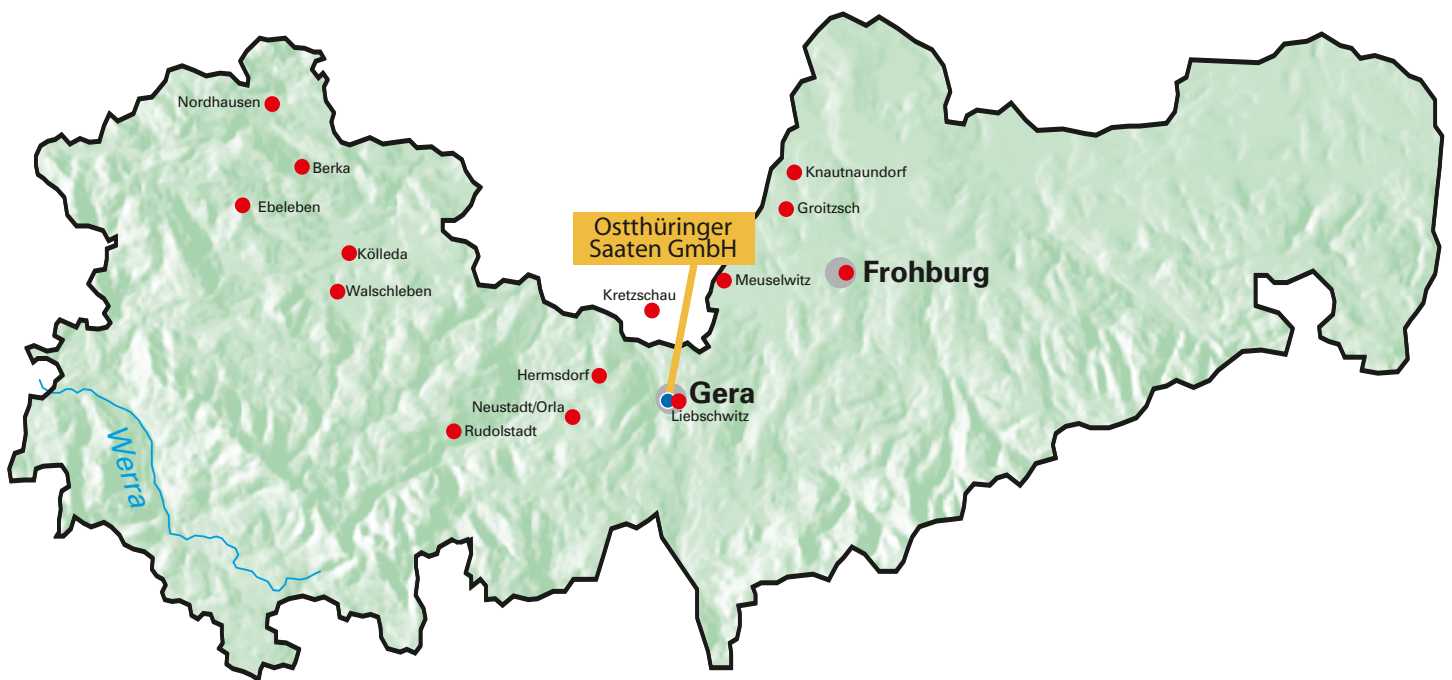 Nordhausen
Berka
Knautnaundorf
Ebeleben
Groitzsch
Ostthüringer
Saaten GmbH
Kölleda
Frohburg
Meuselwitz
Walschleben
Kretzschau
Hermsdorf
Gera
Neustadt/Orla
Liebschwitz
Rudolstadt
Werra